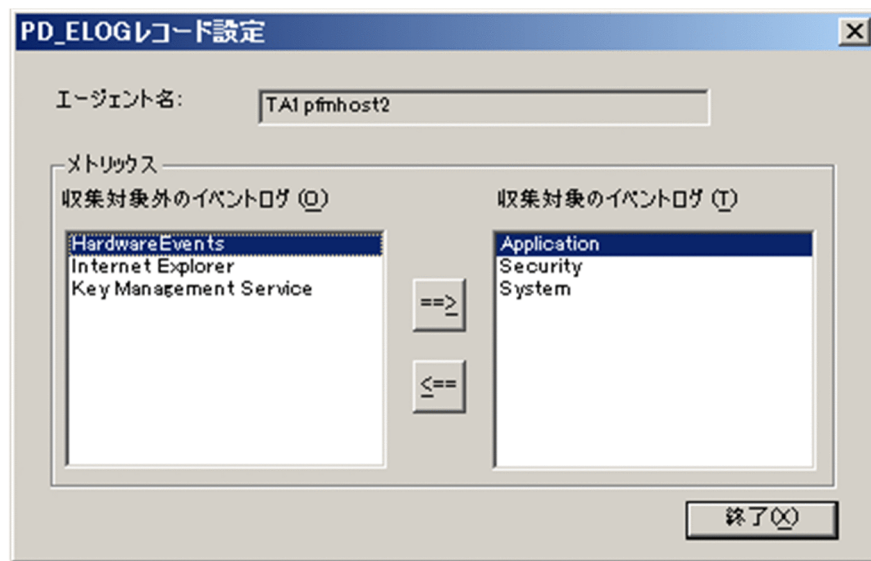 PD_ELOGレコード設定
エージェント名:
TA1pfmhost2
メトリックス
収集対象外のイベントログ(O)
収集対象のイベントログ(T)
HardwareEvents
Internet Explorer
Key Management Service
Application
Security
System
==>
<==
終了(X)